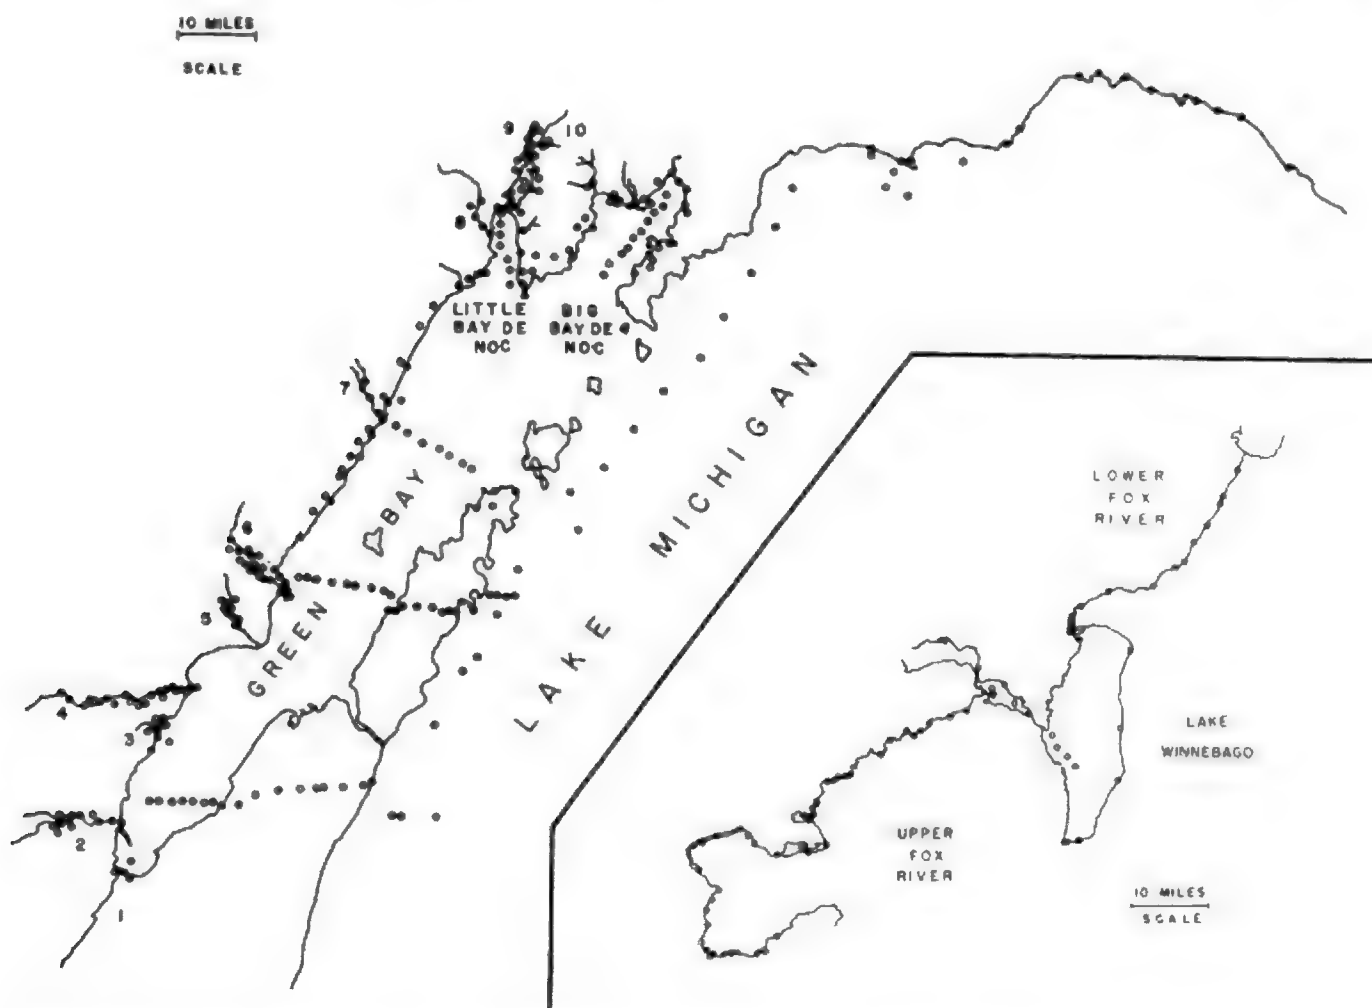 10 MILES
SCALE
9
10
8
LITTLE
BAY DE
NOC
BIG
BAY DE
NOC
7
LAKE MICHIGAN
GREEN BAY
6
5
4
3
2
1
LOWER
FOX
RIVER
LAKE
WINNEBAGO
UPPER
FOX
RIVER
10 MILES
SCALE